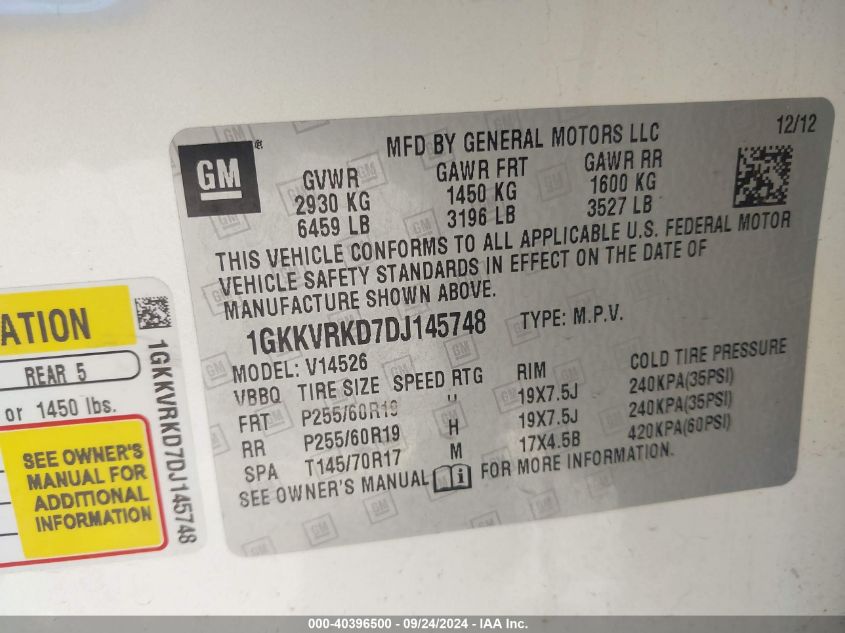 GM
MFD BY GENERAL MOTORS LLC
12/12
GVWR GAWR FRT GAWR RR
2930 KG 1450 KG 1600 KG
6459 LB 3196 LB 3527 LB
THIS VEHICLE CONFORMS TO ALL APPLICABLE U.S. FEDERAL MOTOR
VEHICLE SAFETY STANDARDS IN EFFECT ON THE DATE OF
MANUFACTURE SHOWN ABOVE.
1GKKVRKD7DJ145748 TYPE: M.P.V.
MODEL: V14526
VBBQ TIRE SIZE SPEED RTG RIM COLD TIRE PRESSURE
FRT P255/60R19 H 19X7.5J 240KPA(35PSI)
RR P255/60R19 H 19X7.5J 240KPA(35PSI)
SPA T145/70R17 M 17X4.5B 420KPA(60PSI)
SEE OWNER'S MANUAL FOR MORE INFORMATION.
ATION
REAR 5
or 1450 lbs.
SEE OWNER'S
MANUAL FOR
ADDITIONAL
INFORMATION
1GKKVRKD7DJ145748
000-40396500 - 09/24/2024 - IAA Inc.